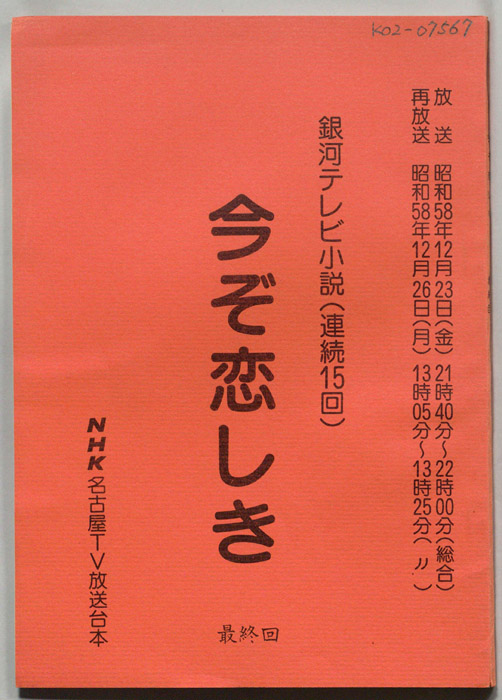 K02-07567
放送 昭和58年12月23日(金) 21時40分~22時00分(総合)
再放送 昭和58年12月26日(月) 13時05分~13時25分( 〃 )
銀河テレビ小説(連続15回)
今ぞ恋しき
最終回
NHK名古屋TV放送台本